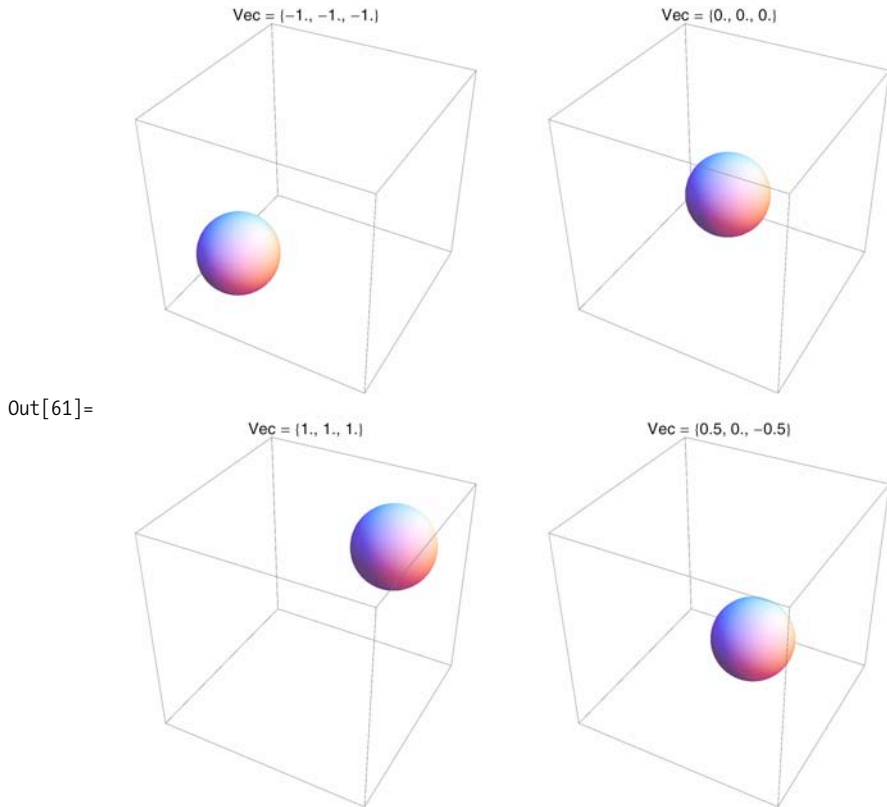 Vec = {−1., −1., −1.}
Vec = {0., 0., 0.}
Out[61]=
Vec = {1., 1., 1.}
Vec = {0.5, 0., −0.5}